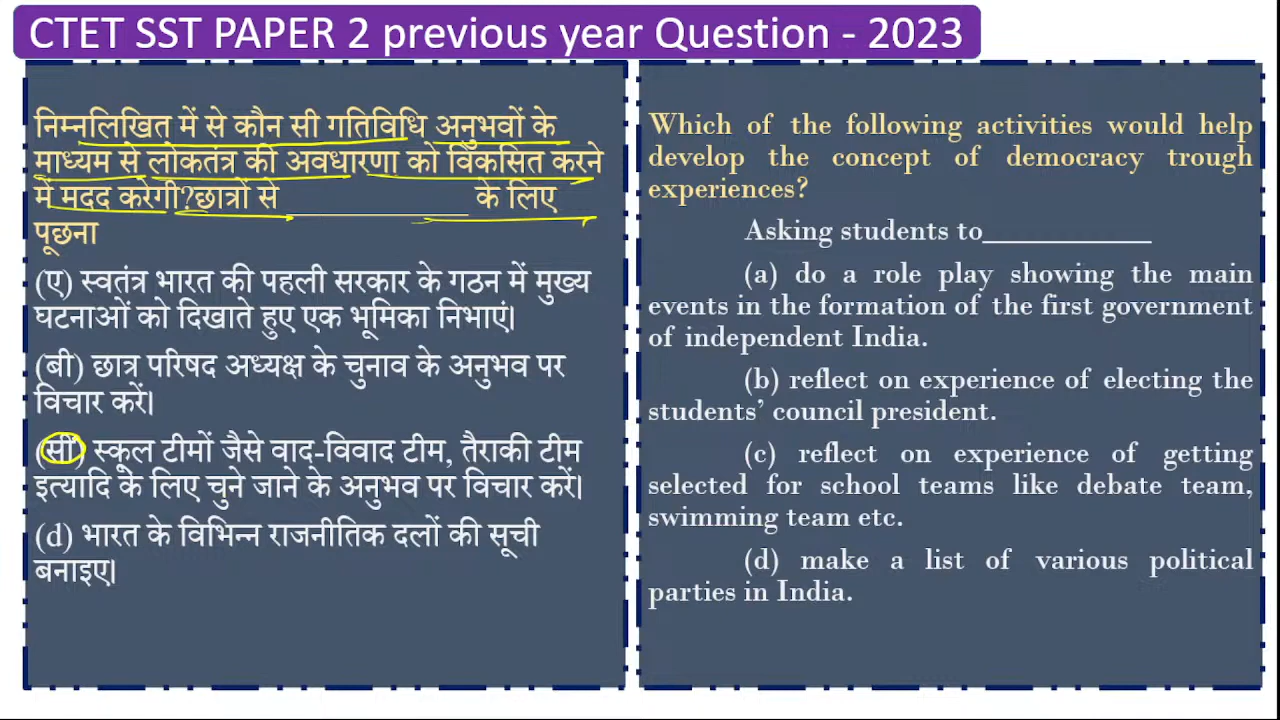 CTET SST PAPER 2 previous year Question - 2023
निम्नलिखित में से कौन सी गतिविधि अनुभवों के
माध्यम से लोकतंत्र की अवधारणा को विकसित करने
में मदद करेगी?छात्रों से ____________ के लिए
पूछना
(ए) स्वतंत्र भारत की पहली सरकार के गठन में मुख्य
घटनाओं को दिखाते हुए एक भूमिका निभाएं।
(बी) छात्र परिषद अध्यक्ष के चुनाव के अनुभव पर
विचार करें।
(सी) स्कूल टीमों जैसे वाद-विवाद टीम, तैराकी टीम
इत्यादि के लिए चुने जाने के अनुभव पर विचार करें।
(d) भारत के विभिन्न राजनीतिक दलों की सूची
बनाइए।
Which of the following activities would help
develop the concept of democracy trough
experiences?
Asking students to____________
(a) do a role play showing the main
events in the formation of the first government
of independent India.
(b) reflect on experience of electing the
students’ council president.
(c) reflect on experience of getting
selected for school teams like debate team,
swimming team etc.
(d) make a list of various political
parties in India.